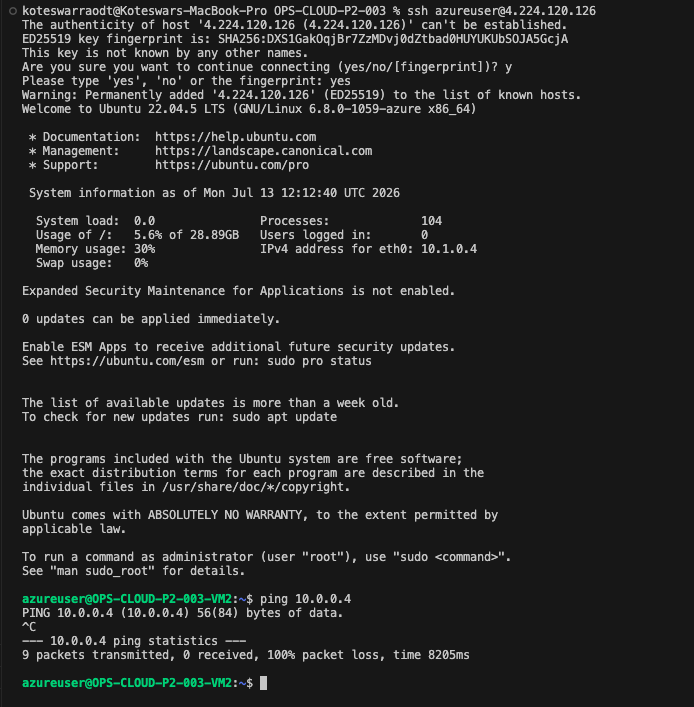 koteswarraodt@Koteswars-MacBook-Pro OPS-CLOUD-P2-003 % ssh azureuser@4.224.120.126
The authenticity of host '4.224.120.126 (4.224.120.126)' can't be established.
ED25519 key fingerprint is: SHA256:DXS1GakOqjBr7ZzMDvj0dZtbad0HUYUKUbSOJA5GcjA
This key is not known by any other names.
Are you sure you want to continue connecting (yes/no/[fingerprint])? y
Please type 'yes', 'no' or the fingerprint: yes
Warning: Permanently added '4.224.120.126' (ED25519) to the list of known hosts.
Welcome to Ubuntu 22.04.5 LTS (GNU/Linux 6.8.0-1059-azure x86_64)

 * Documentation:  https://help.ubuntu.com
 * Management:     https://landscape.canonical.com
 * Support:        https://ubuntu.com/pro

 System information as of Mon Jul 13 12:12:40 UTC 2026

  System load:  0.0               Processes:             104
  Usage of /:   5.6% of 28.89GB   Users logged in:       0
  Memory usage: 30%               IPv4 address for eth0: 10.1.0.4
  Swap usage:   0%

Expanded Security Maintenance for Applications is not enabled.

0 updates can be applied immediately.

Enable ESM Apps to receive additional future security updates.
See https://ubuntu.com/esm or run: sudo pro status

The list of available updates is more than a week old.
To check for new updates run: sudo apt update

The programs included with the Ubuntu system are free software;
the exact distribution terms for each program are described in the
individual files in /usr/share/doc/*/copyright.

Ubuntu comes with ABSOLUTELY NO WARRANTY, to the extent permitted by
applicable law.

To run a command as administrator (user "root"), use "sudo <command>".
See "man sudo_root" for details.

azureuser@OPS-CLOUD-P2-003-VM2:~$ ping 10.0.0.4
PING 10.0.0.4 (10.0.0.4) 56(84) bytes of data.
^C
--- 10.0.0.4 ping statistics ---
9 packets transmitted, 0 received, 100% packet loss, time 8205ms

azureuser@OPS-CLOUD-P2-003-VM2:~$